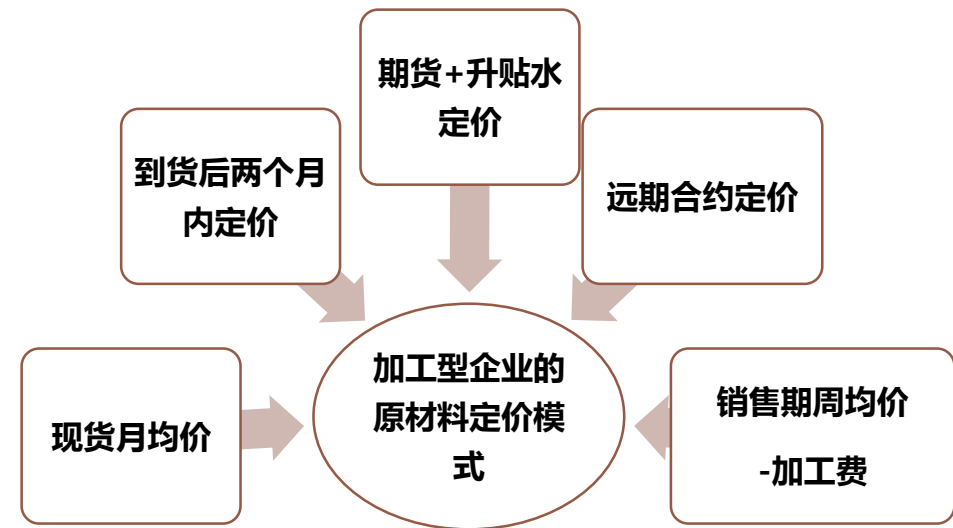 期货+升贴水
定价
到货后两个月
内定价
远期合约定价
现货月均价
加工型企业的
原材料定价模
式
销售期周均价
-加工费